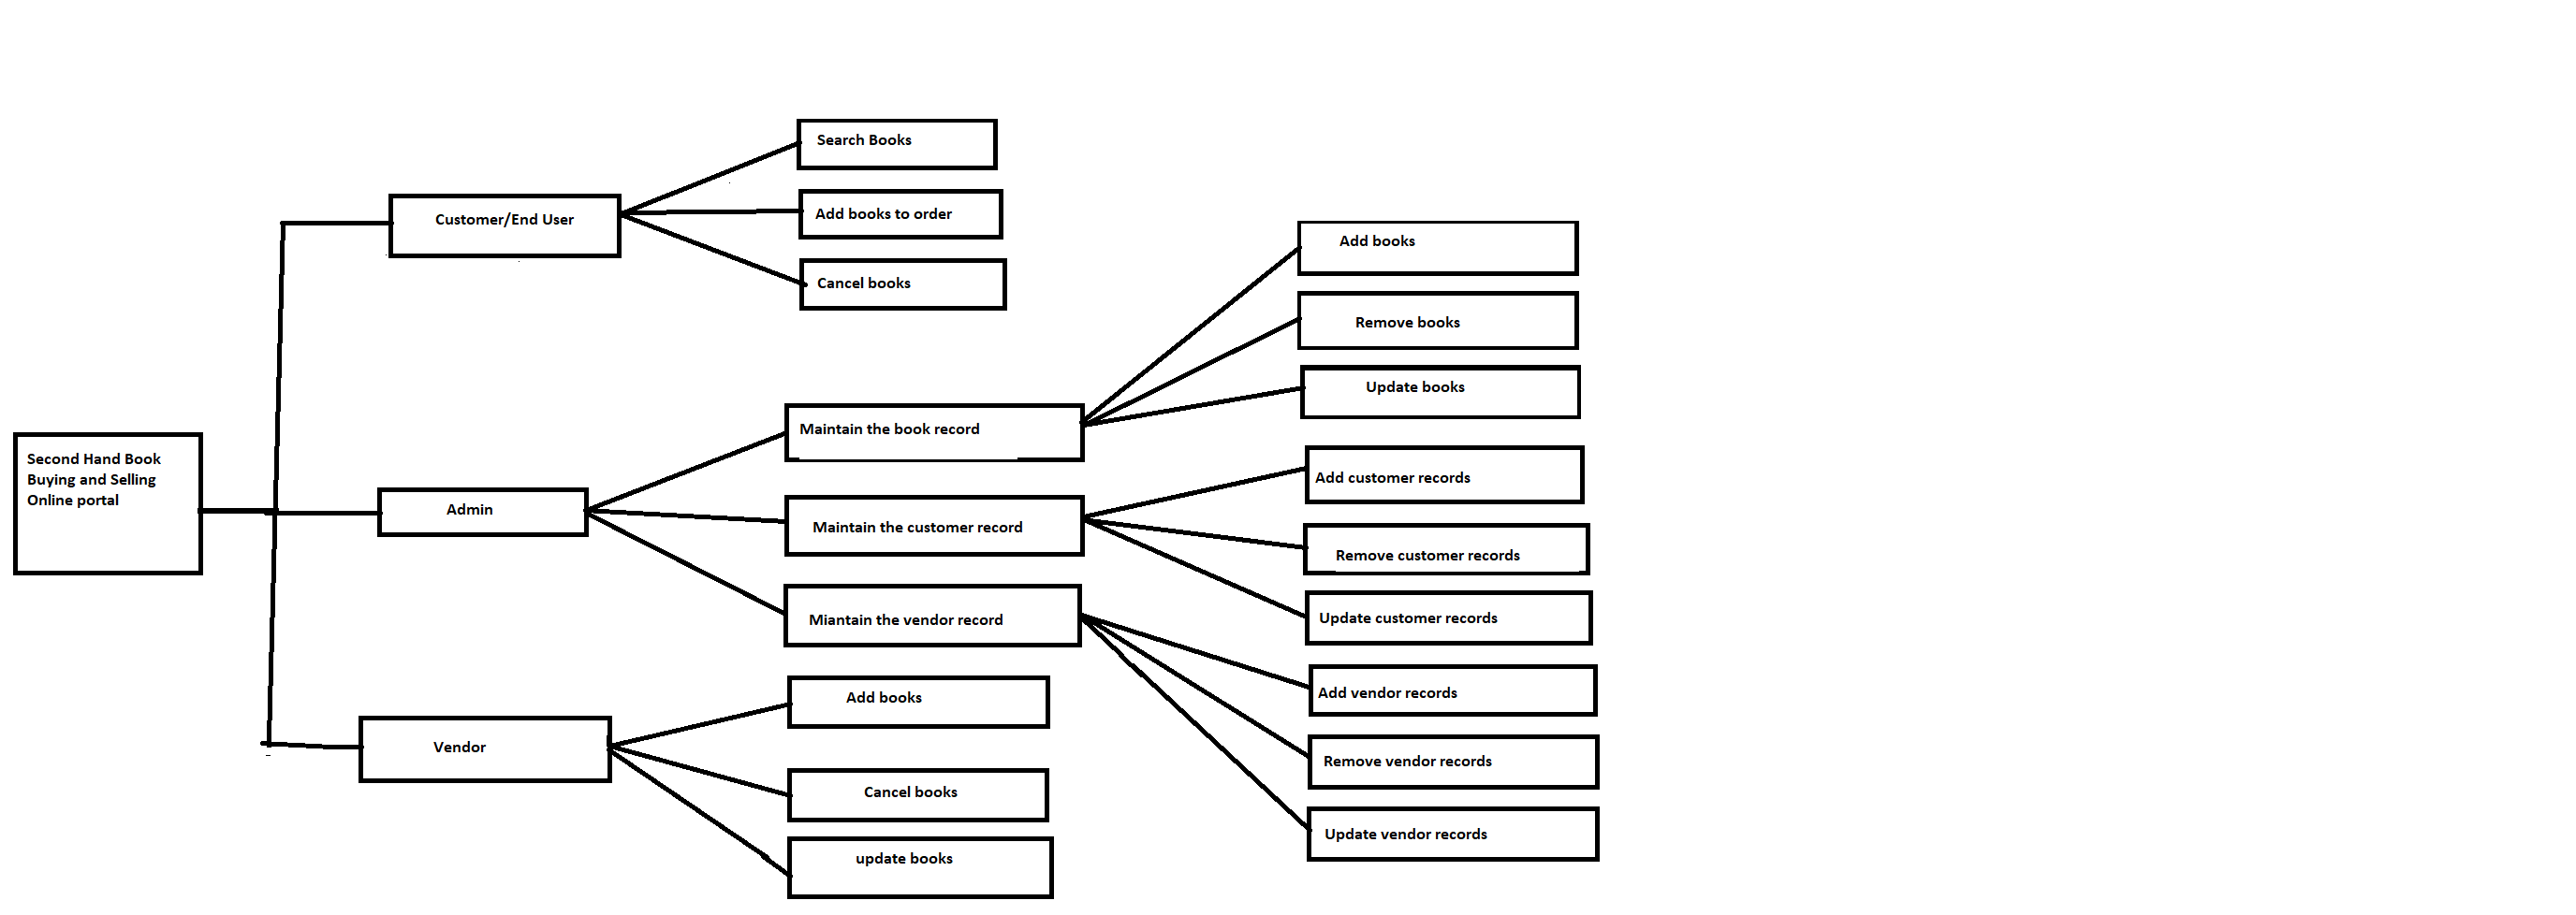 Search Books
Customer/End User
Add books to order
Cancel books
Add books
Remove books
Update books
Second Hand Book
Buying and Selling
Online portal
Admin
Maintain the book record
Maintain the customer record
Miantain the vendor record
Add customer records
Remove customer records
Update customer records
Add vendor records
Remove vendor records
Update vendor records
Vendor
Add books
Cancel books
update books